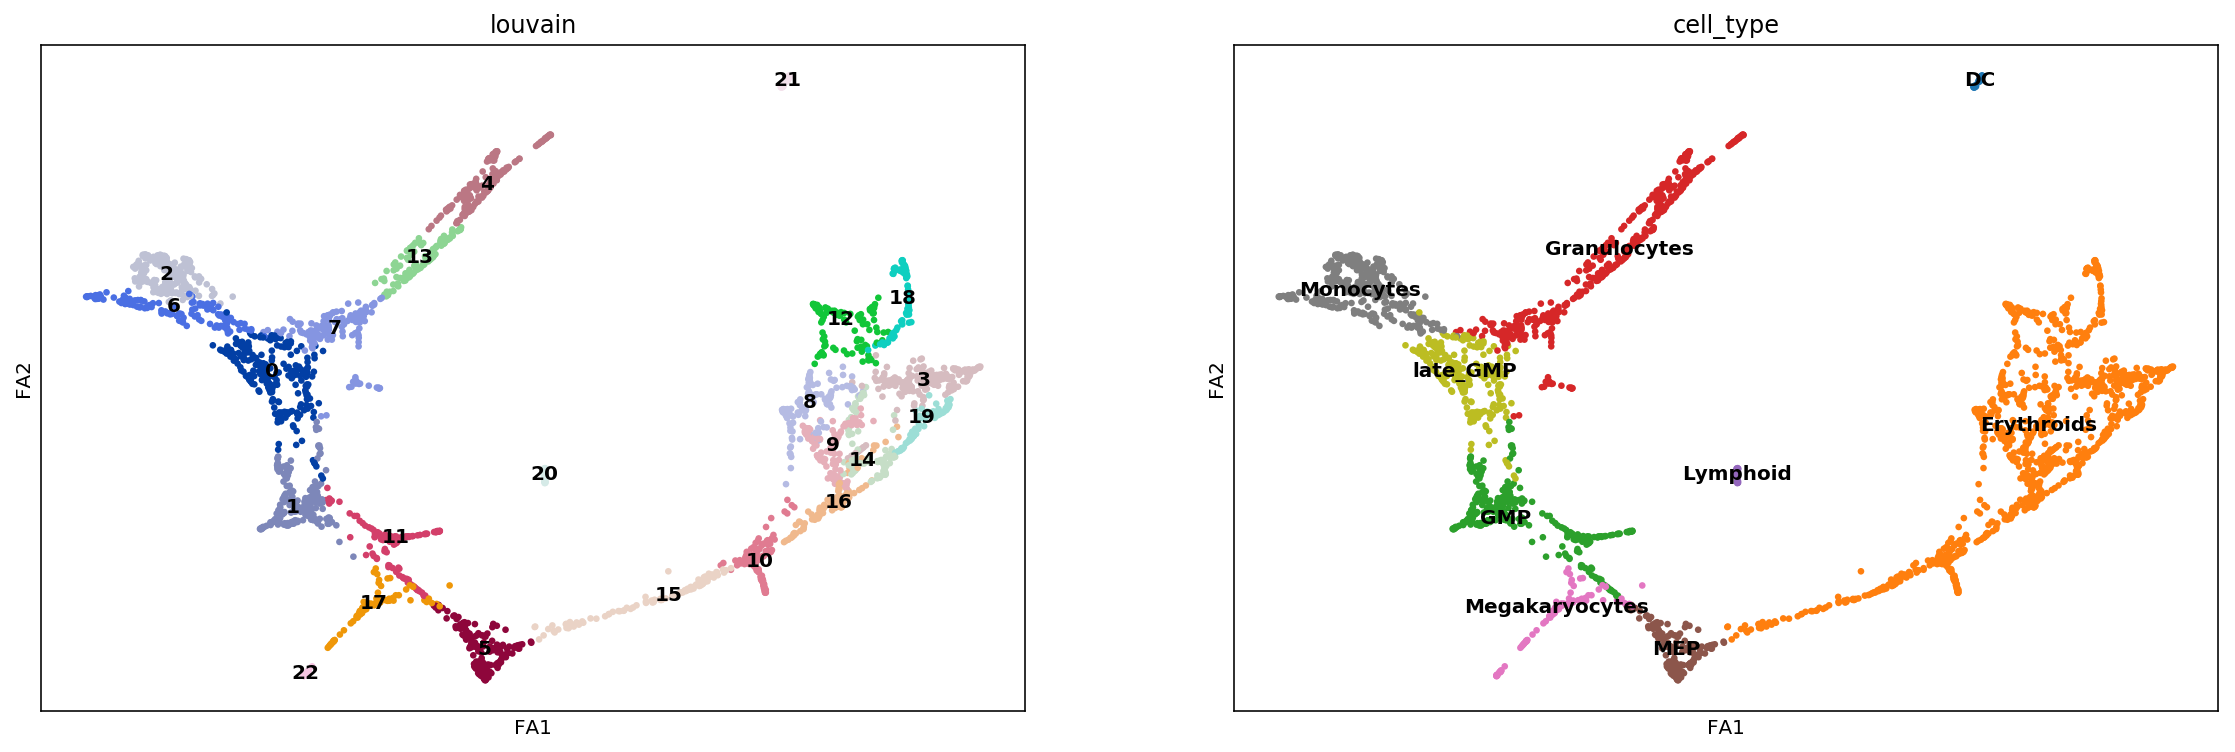 louvain
21
4
13
2
6
7
18
12
0
3
8
19
9
14
20
16
1
11
10
15
17
5
22
FA1
FA2
cell_type
DC
Granulocytes
Monocytes
late_GMP
Erythroids
Lymphoid
GMP
Megakaryocytes
MEP
FA1
FA2